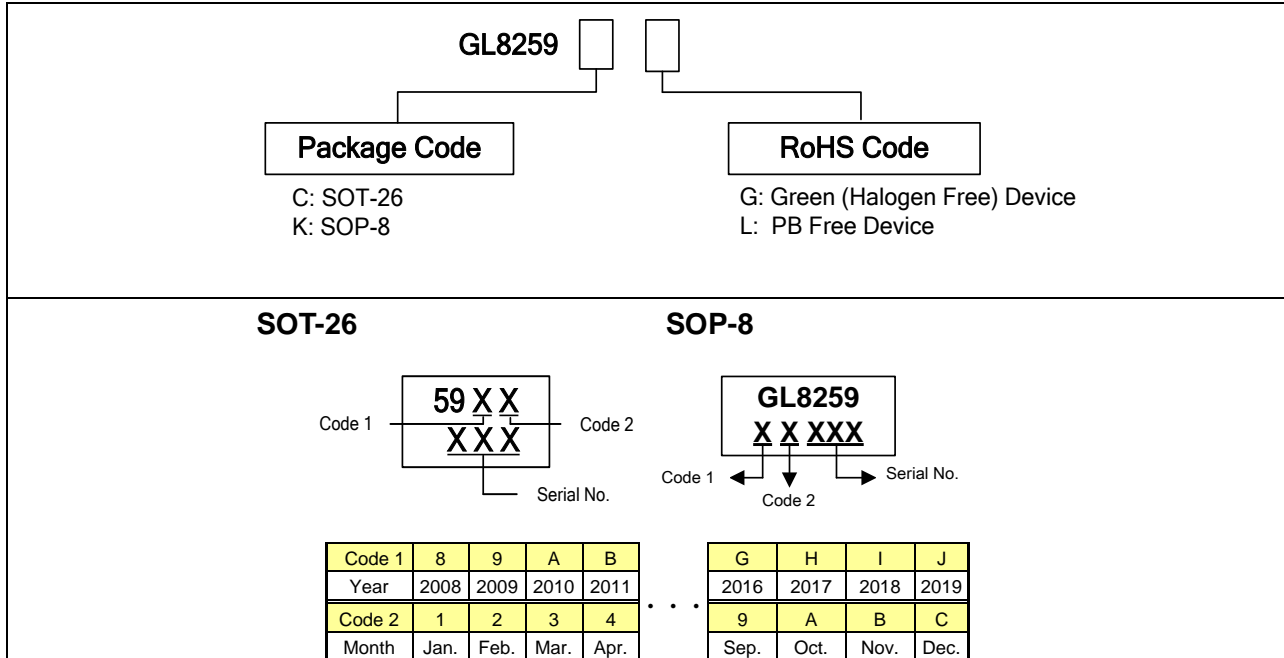 GL8259
Package Code
RoHS Code
C: SOT-26
K: SOP-8
G: Green (Halogen Free) Device
L: PB Free Device
SOT-26
SOP-8
59 X X
X X X
Code 1
Code 2
Serial No.
GL8259
X X XXX
Code 1
Code 2
Serial No.
Code 1 8 9 A B G H I J
Year 2008 2009 2010 2011 . . . 2016 2017 2018 2019
Code 2 1 2 3 4 9 A B C
Month Jan. Feb. Mar. Apr. Sep. Oct. Nov. Dec.